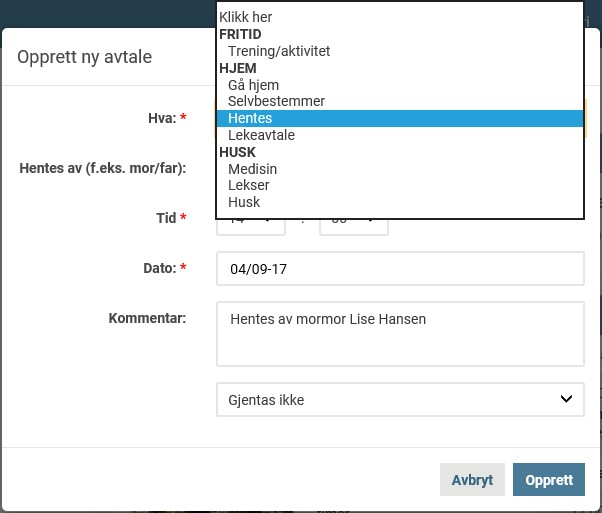 Klikk her
FRITID
Trening/aktivitet
HJEM
Gå hjem
Selvbestemmer
Hentes
Lekeavtale
HUSK
Medisin
Lekser
Husk
Opprett ny avtale
Hva: *
Hentes av (f.eks. mor/far):
Tid *
:
Dato: *
04/09-17
Kommentar:
Hentes av mormor Lise Hansen
Gjentas ikke
Avbryt
Opprett